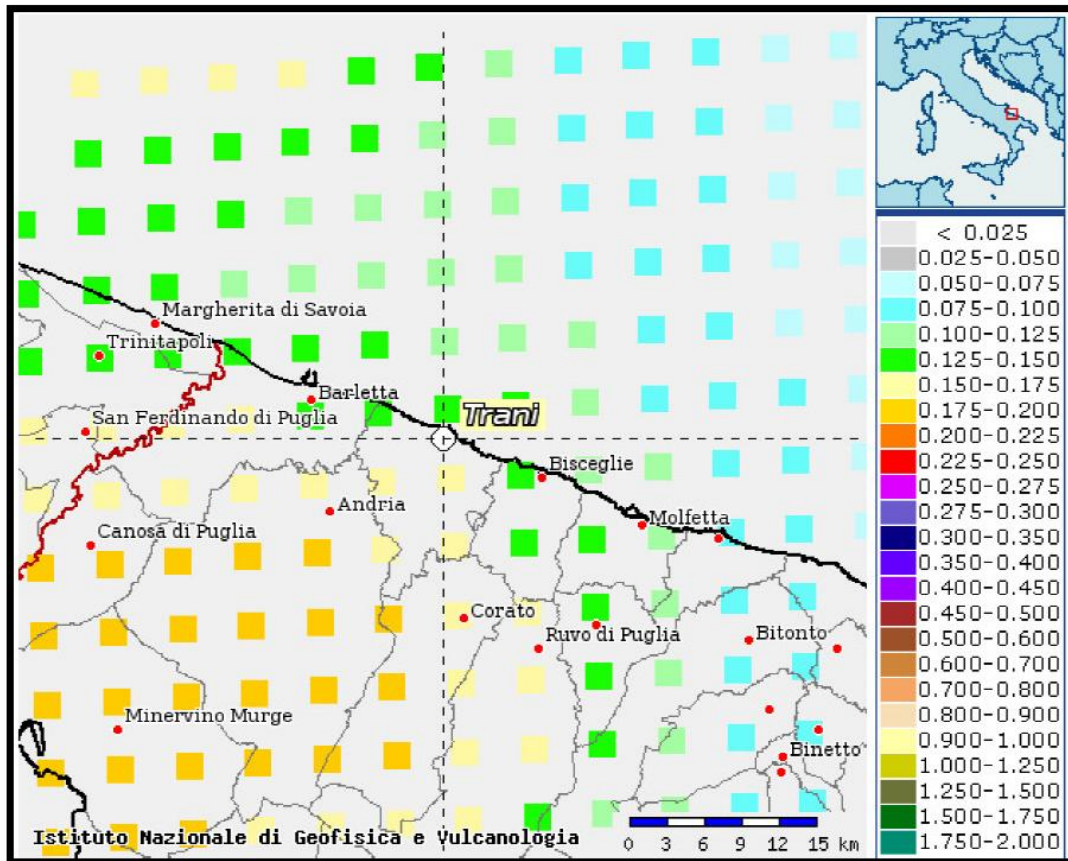 Margherita di Savoia
Trinitapoli
Barletta
San Ferdinando di Puglia
Trani
Bisceglie
Andria
Molfetta
Canosa di Puglia
Corato
Ruvo di Puglia
Bitonto
Minervino Murge
Binetto
Istituto Nazionale di Geofisica e Vulcanologia
0 3 6 9 12 15 km
< 0.025
0.025-0.050
0.050-0.075
0.075-0.100
0.100-0.125
0.125-0.150
0.150-0.175
0.175-0.200
0.200-0.225
0.225-0.250
0.250-0.275
0.275-0.300
0.300-0.350
0.350-0.400
0.400-0.450
0.450-0.500
0.500-0.600
0.600-0.700
0.700-0.800
0.800-0.900
0.900-1.000
1.000-1.250
1.250-1.500
1.500-1.750
1.750-2.000